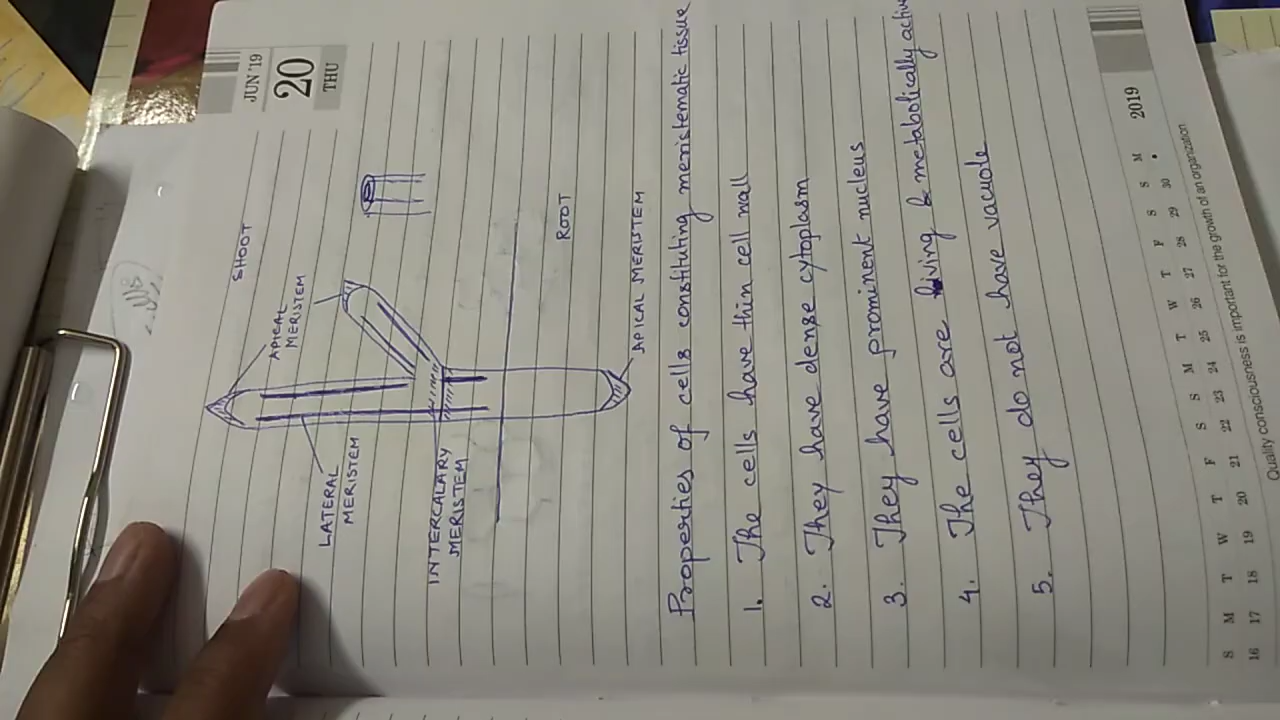 JUN'19
20
THU
SHOOT
APICAL
MERISTEM
LATERAL
MERISTEM
INTERCALARY
MERISTEM
ROOT
APICAL MERISTEM
Properties of cells constituting meristematic tissue
1. The cells have thin cell wall
2. They have dense cytoplasm
3. They have prominent nucleus
4. The cells are living & metabolically active
5. They do not have vacuole
S M T W T F S S M T W T F S S M 2019
16 17 18 19 20 21 22 23 24 25 26 27 28 29 30 •
Quality consciousness is important for the growth of an organization